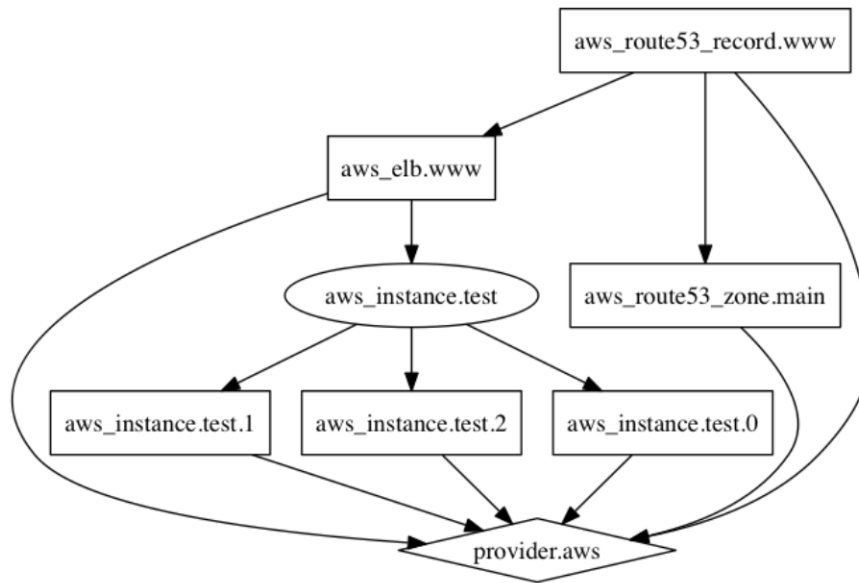 aws_route53_record.www
aws_elb.www
aws_instance.test
aws_route53_zone.main
aws_instance.test.1
aws_instance.test.2
aws_instance.test.0
provider.aws